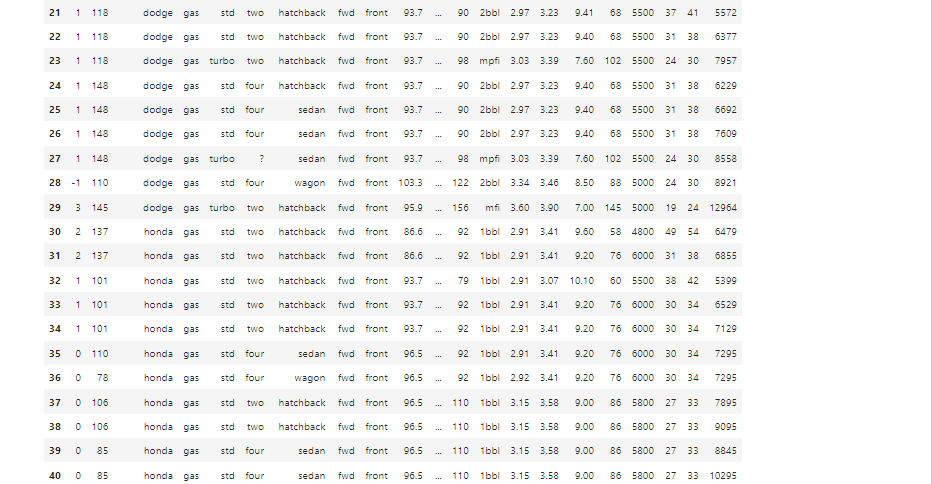 21 1 118 dodge gas std two hatchback fwd front 93.7 ... 90 2bbl 2.97 3.23 9.41 68 5500 37 41 5572
22 1 118 dodge gas std two hatchback fwd front 93.7 ... 90 2bbl 2.97 3.23 9.40 68 5500 31 38 6377
23 1 118 dodge gas turbo two hatchback fwd front 93.7 ... 98 mpfi 3.03 3.39 7.60 102 5500 24 30 7957
24 1 148 dodge gas std four hatchback fwd front 93.7 ... 90 2bbl 2.97 3.23 9.40 68 5500 31 38 6229
25 1 148 dodge gas std four sedan fwd front 93.7 ... 90 2bbl 2.97 3.23 9.40 68 5500 31 38 6692
26 1 148 dodge gas std four sedan fwd front 93.7 ... 90 2bbl 2.97 3.23 9.40 68 5500 31 38 7609
27 1 148 dodge gas turbo ? sedan fwd front 93.7 ... 98 mpfi 3.03 3.39 7.60 102 5500 24 30 8558
28 -1 110 dodge gas std four wagon fwd front 103.3 ... 122 2bbl 3.34 3.46 8.50 88 5000 24 30 8921
29 3 145 dodge gas turbo two hatchback fwd front 95.9 ... 156 mfi 3.60 3.90 7.00 145 5000 19 24 12964
30 2 137 honda gas std two hatchback fwd front 86.6 ... 92 1bbl 2.91 3.41 9.60 58 4800 49 54 6479
31 2 137 honda gas std two hatchback fwd front 86.6 ... 92 1bbl 2.91 3.41 9.20 76 6000 31 38 6855
32 1 101 honda gas std two hatchback fwd front 93.7 ... 79 1bbl 2.91 3.07 10.10 60 5500 38 42 5399
33 1 101 honda gas std two hatchback fwd front 93.7 ... 92 1bbl 2.91 3.41 9.20 76 6000 30 34 6529
34 1 101 honda gas std two hatchback fwd front 93.7 ... 92 1bbl 2.91 3.41 9.20 76 6000 30 34 7129
35 0 110 honda gas std four sedan fwd front 96.5 ... 92 1bbl 2.91 3.41 9.20 76 6000 30 34 7295
36 0 78 honda gas std four wagon fwd front 96.5 ... 92 1bbl 2.92 3.41 9.20 76 6000 30 34 7295
37 0 106 honda gas std two hatchback fwd front 96.5 ... 110 1bbl 3.15 3.58 9.00 86 5800 27 33 7895
38 0 106 honda gas std two hatchback fwd front 96.5 ... 110 1bbl 3.15 3.58 9.00 86 5800 27 33 9095
39 0 85 honda gas std four sedan fwd front 96.5 ... 110 1bbl 3.15 3.58 9.00 86 5800 27 33 8845
40 0 85 honda gas std four sedan fwd front 96.5 ... 110 1bbl 3.15 3.58 9.00 86 5800 27 33 10295